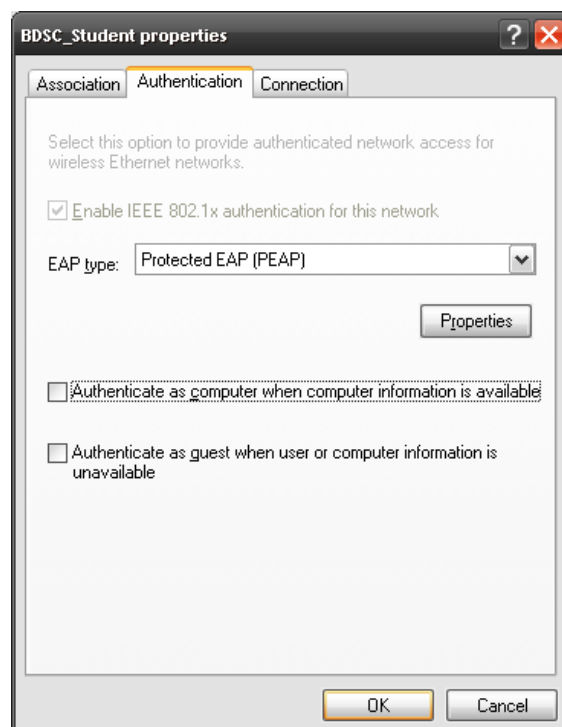 BDSC_Student properties
Association Authentication Connection
Select this option to provide authenticated network access for
wireless Ethernet networks.
Enable IEEE 802.1x authentication for this network
EAP type: Protected EAP (PEAP)
Properties
Authenticate as computer when computer information is available
Authenticate as guest when user or computer information is
unavailable
OK Cancel